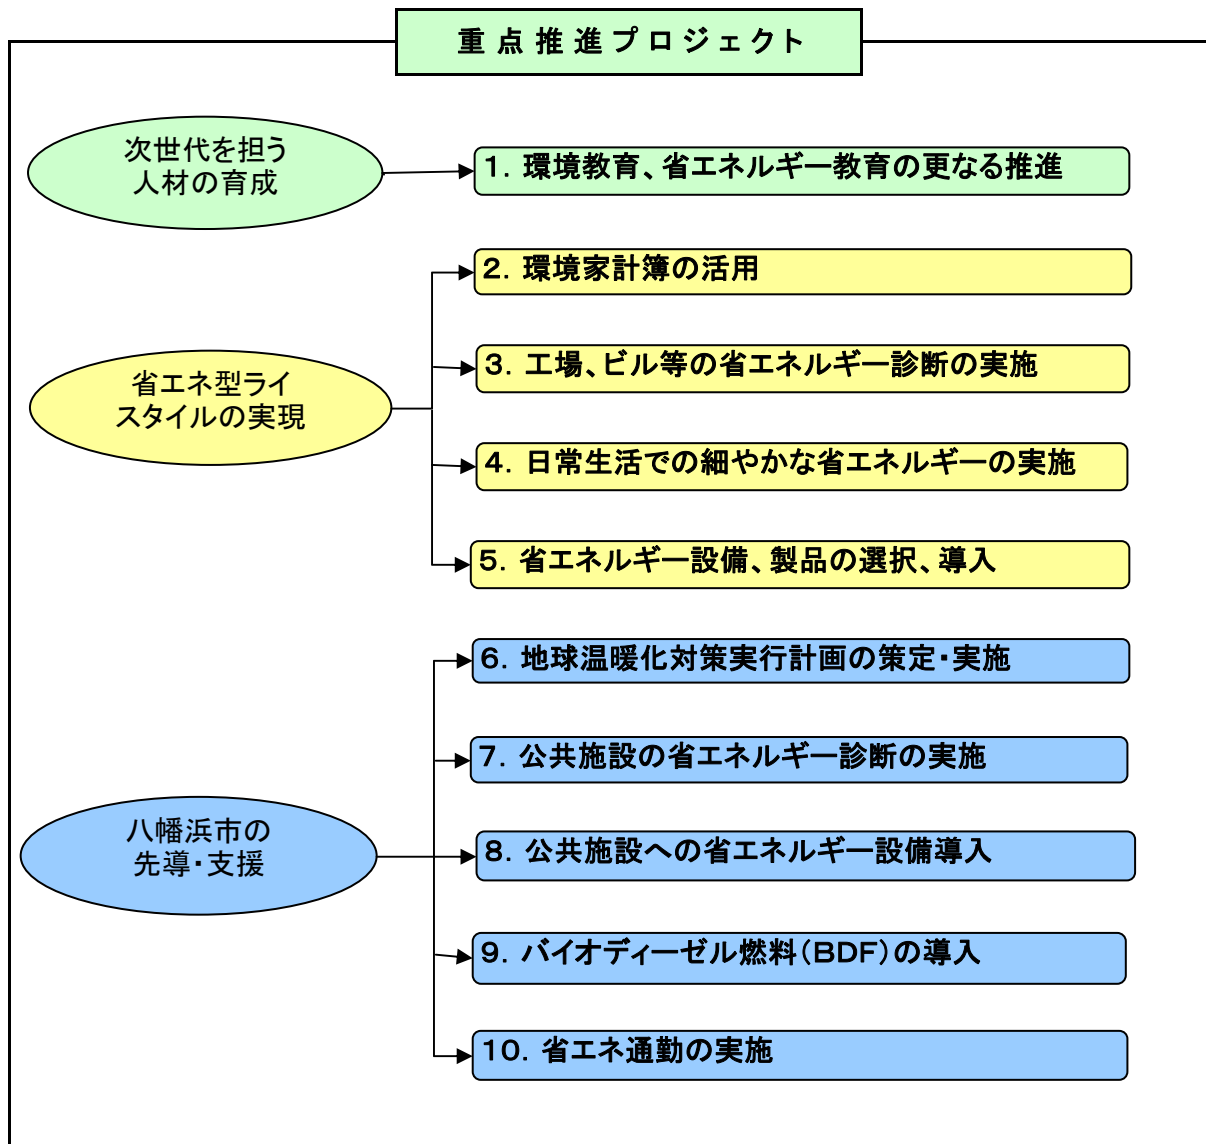 重点推進プロジェクト
次世代を担う
人材の育成
1．環境教育、省エネルギー教育の更なる推進
省エネ型ライ
スタイルの実現
2．環境家計簿の活用
3．工場、ビル等の省エネルギー診断の実施
4．日常生活での細やかな省エネルギーの実施
5．省エネルギー設備、製品の選択、導入
八幡浜市の
先導・支援
6．地球温暖化対策実行計画の策定・実施
7．公共施設の省エネルギー診断の実施
8．公共施設への省エネルギー設備導入
9．バイオディーゼル燃料（BDF）の導入
10．省エネ通勤の実施